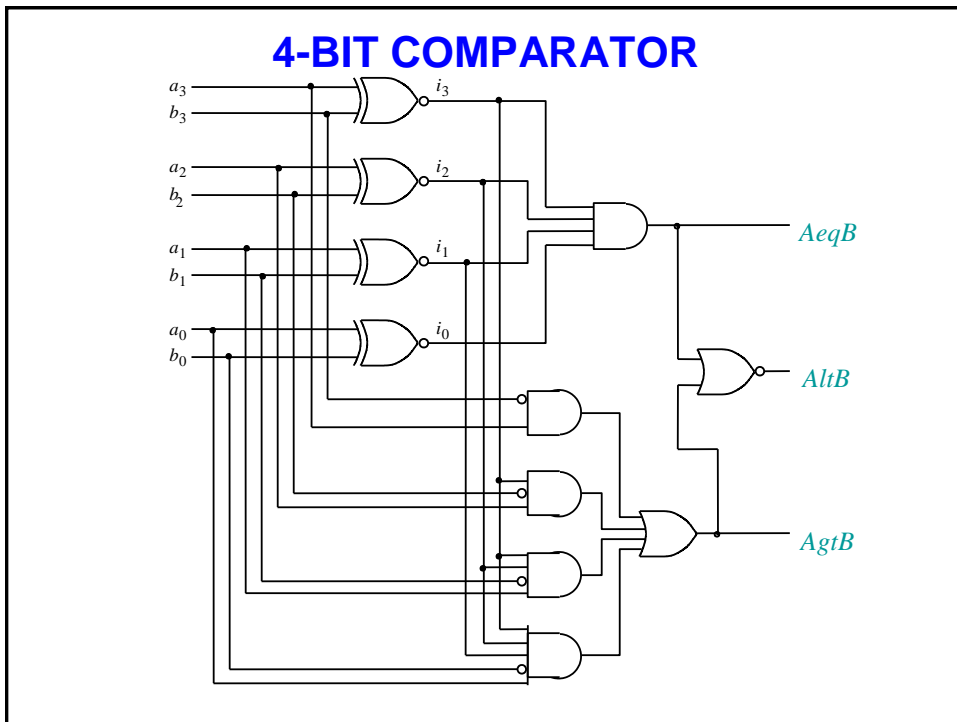 4-BIT COMPARATOR
a3
i3
b3
a2
i2
b2
a1
i1
b1
a0
i0
b0
AeqB
AltB
AgtB